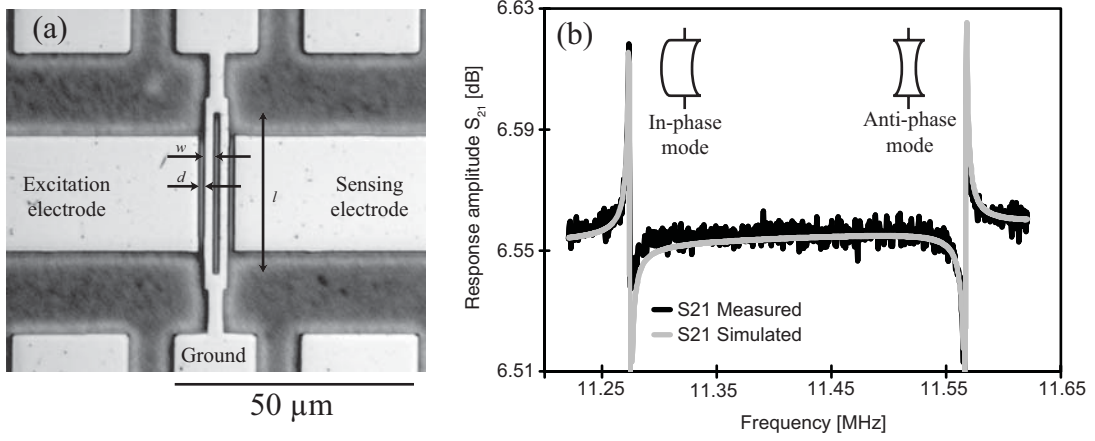 (a)
w
d
l
Excitation
electrode
Sensing
electrode
Ground
50 µm
(b)
Response amplitude S21 [dB]
6.63
6.59
6.55
6.51
In-phase
mode
Anti-phase
mode
S21 Measured
S21 Simulated
11.25
11.35
11.45
11.55
11.65
Frequency [MHz]